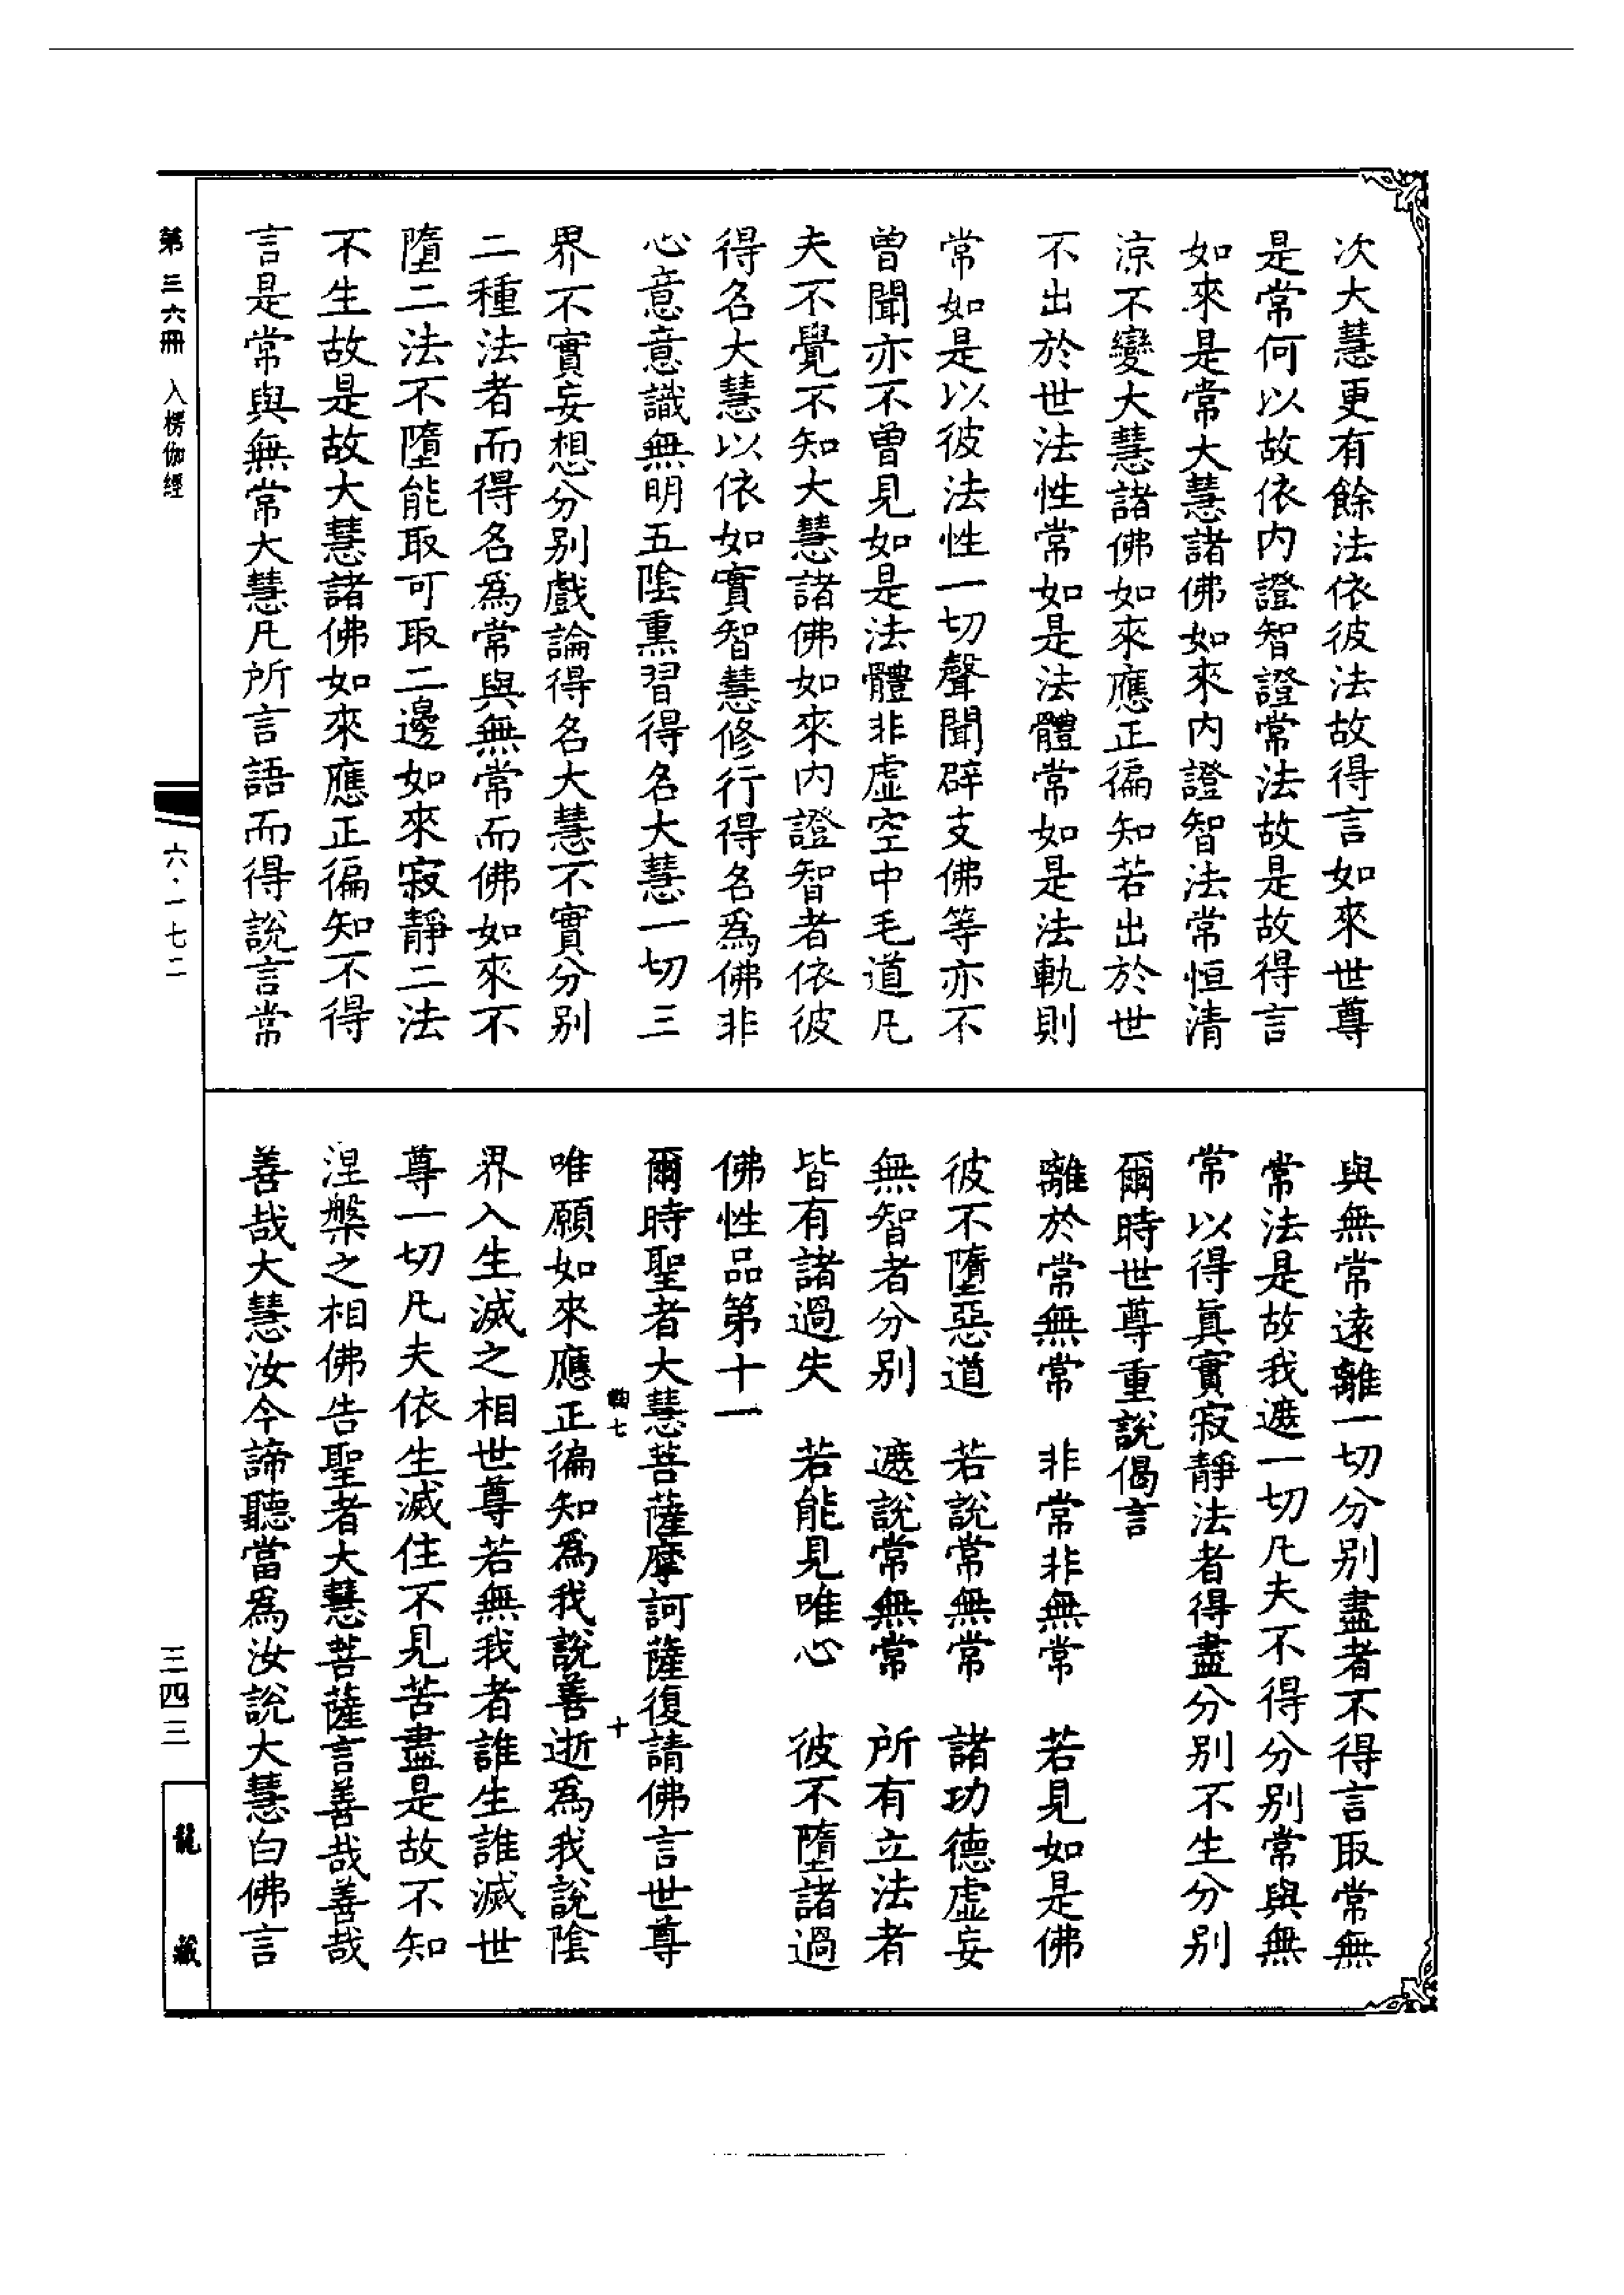 次大慧更有餘法依彼法故得言如來世尊
是常何以故依內證智證常法故是故得言
如來是常大慧諸佛如來內證智法常恒清
涼不變大慧諸佛如來應正徧知若出於世
不出於世法性常如是法體常如是法軌則
常如是以彼法性一切聲聞辟支佛等亦不
曾聞亦不曾見如是法體非虛空中毛道凡
夫不覺不知大慧諸佛如來內證智者依彼
得名大慧以依如實智慧修行得名為佛非
心意意識無明五陰熏習得名大慧一切三
界不實妄想分別戲論得名大慧不實分別
二種法者而得名為常與無常而佛如來不
墮二法不墮能取可取二邊如來寂靜二法
不生故是故大慧諸佛如來應正徧知不得
言是常與無常大慧凡所言語而得說言常
與無常遠離一切分別盡者不得言取常無
常法是故我遮一切凡夫不得分別常與無
常以得眞實寂靜法者得盡分別不生分別
爾時世尊重說偈言
離於常無常　非常非無常　若見如是佛
彼不墮惡道　若說常無常　諸功德虛妄
無智者分別　遮說常無常　所有立法者
皆有諸過失　若能見唯心　彼不墮諸過
佛性品第十一
爾時聖者大慧菩薩摩訶薩復請佛言世尊
七　十
唯願如來應正徧知為我說善逝為我說陰
界入生滅之相世尊若無我者誰生誰滅世
尊一切凡夫依生滅住不見苦盡是故不知
涅槃之相佛告聖者大慧菩薩言善哉善哉
善哉大慧汝今諦聽當為汝說大慧白佛言
第三六冊　入楞伽經
六·一七二
三四三
龍藏